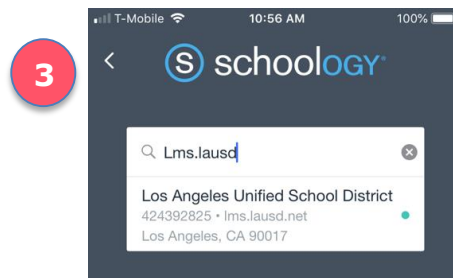 T-Mobile 10:56 AM 100%
3
S schoology
Lms.lausd
Los Angeles Unified School District
424392825 • lms.lausd.net
Los Angeles, CA 90017